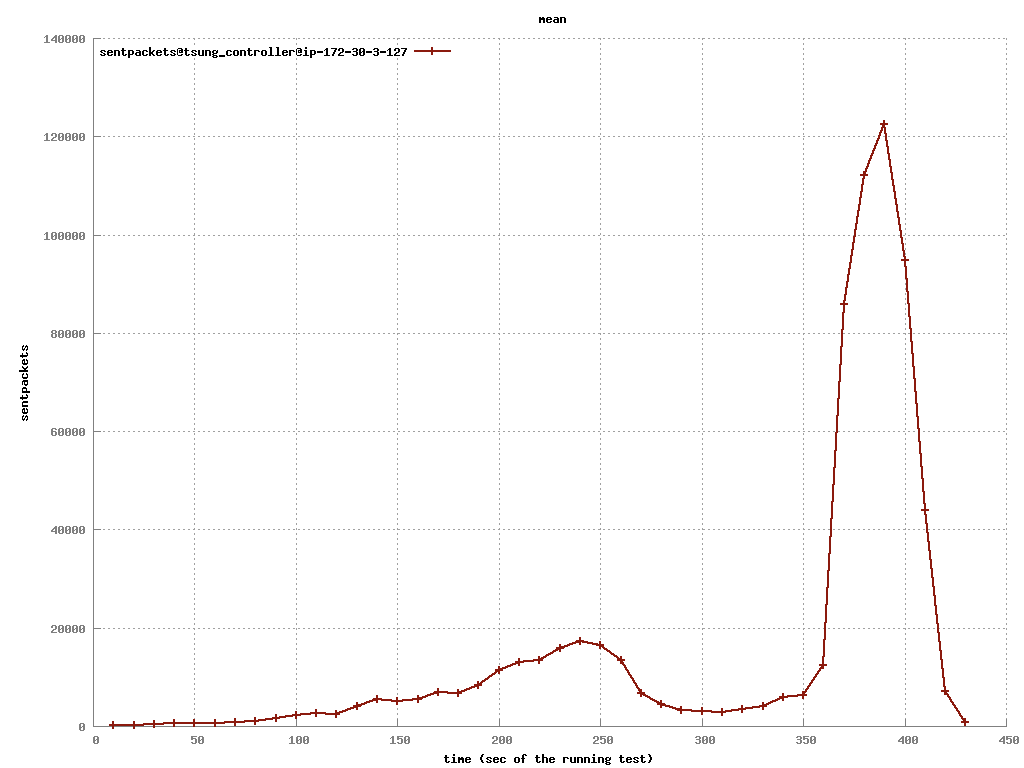 mean
140000
sentpackets@tsung_controller@ip-172-30-3-127
120000
100000
80000
sentpackets
60000
40000
20000
0
0 50 100 150 200 250 300 350 400 450
time (sec of the running test)